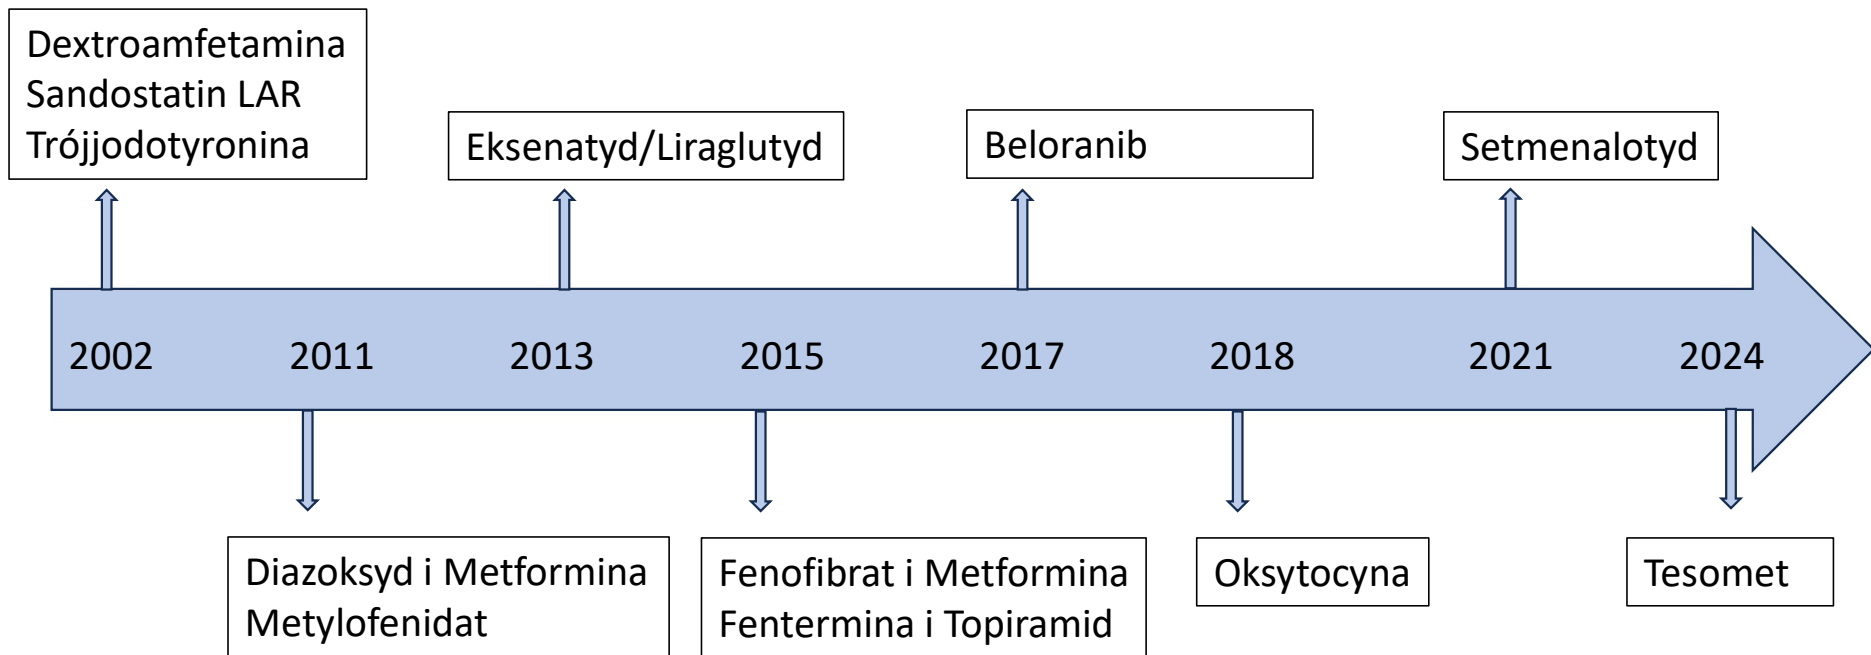 Dextroamfetamina
Sandostatin LAR
Trójjodotyronina
Eksenatyd/Liraglutyd
Beloranib
Setmenalotyd
2002
2011
2013
2015
2017
2018
2021
2024
Diazoksyd i Metformina
Metylofenidat
Fenofibrat i Metformina
Fentermina i Topiramid
Oksytocyna
Tesomet